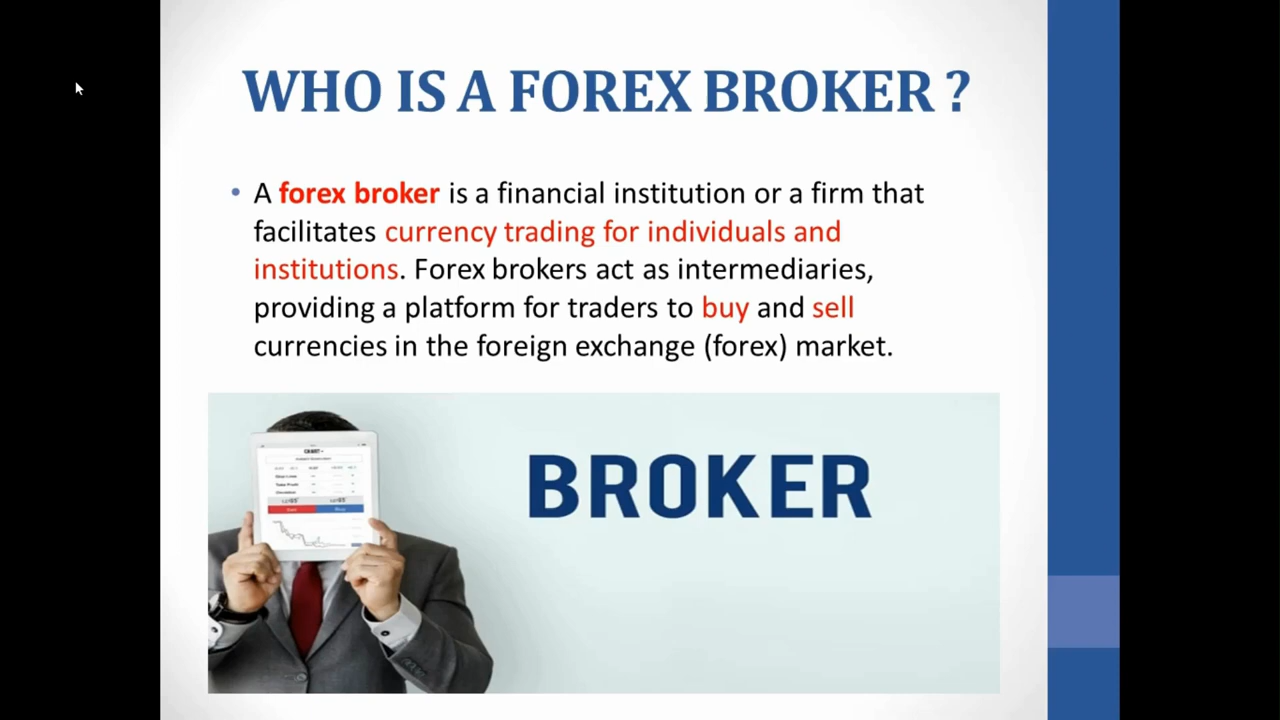 WHO IS A FOREX BROKER ?
• A forex broker is a financial institution or a firm that
facilitates currency trading for individuals and
institutions. Forex brokers act as intermediaries,
providing a platform for traders to buy and sell
currencies in the foreign exchange (forex) market.
BROKER